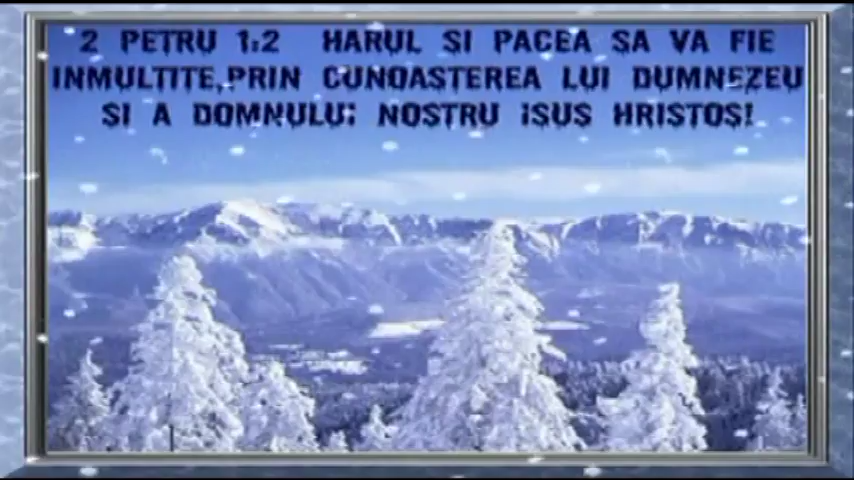 2 PETRU 1:2 HARUL SI PACEA SA VA FIE
INMULTITE,PRIN CUNOASTEREA LUI DUMNEZEU
SI A DOMNULUI NOSTRU ISUS HRISTOS!